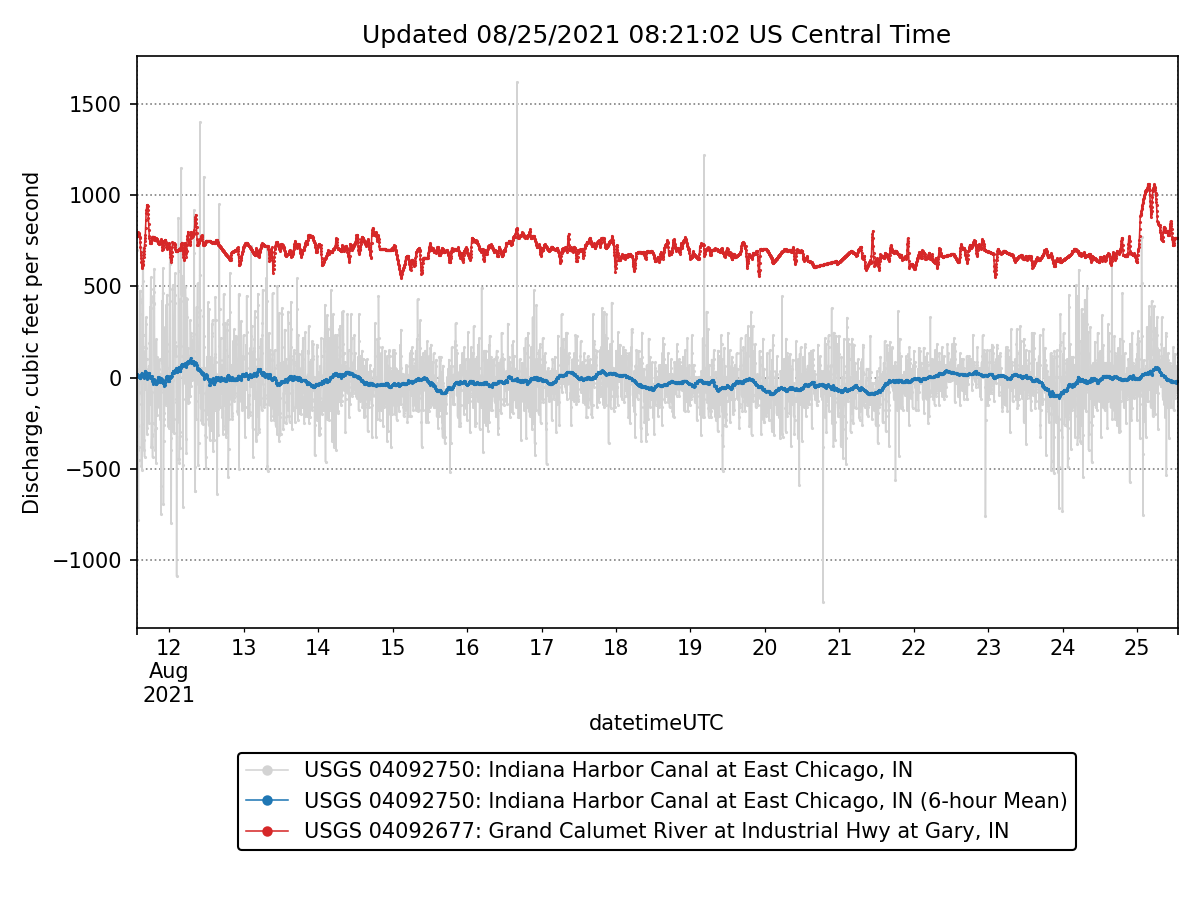 Updated 08/25/2021 08:21:02 US Central Time
Discharge, cubic feet per second
1500
1000
500
0
−500
−1000
12 13 14 15 16 17 18 19 20 21 22 23 24 25
Aug
2021
datetimeUTC
USGS 04092750: Indiana Harbor Canal at East Chicago, IN
USGS 04092750: Indiana Harbor Canal at East Chicago, IN (6-hour Mean)
USGS 04092677: Grand Calumet River at Industrial Hwy at Gary, IN